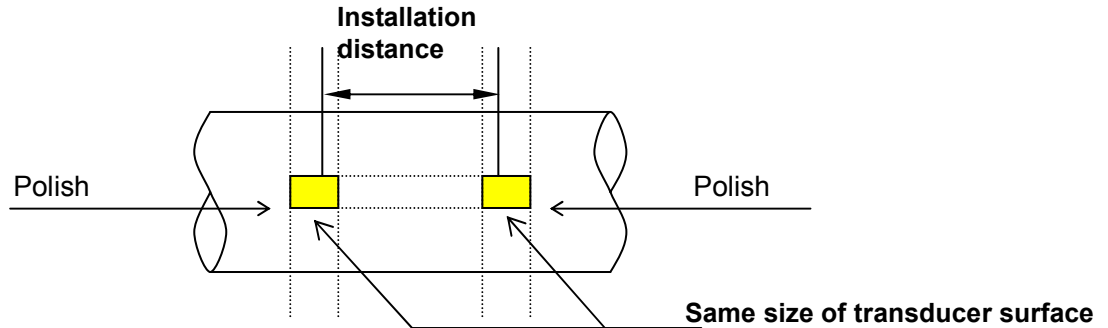 Installation
distance
Polish
Polish
Same size of transducer surface